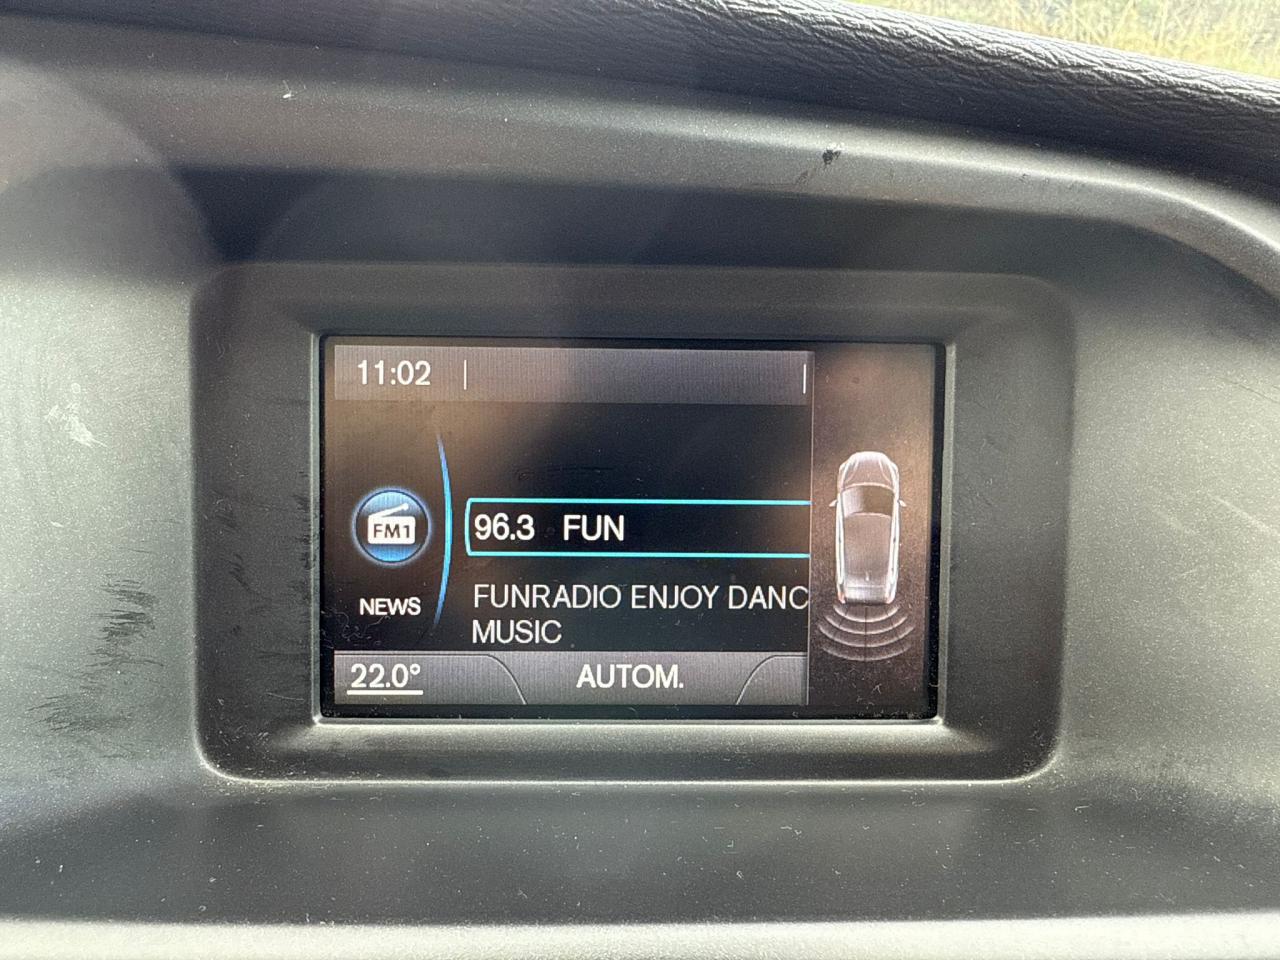 11:02
FM1
96.3 FUN
NEWS
FUNRADIO ENJOY DANC
MUSIC
22.0°
AUTOM.